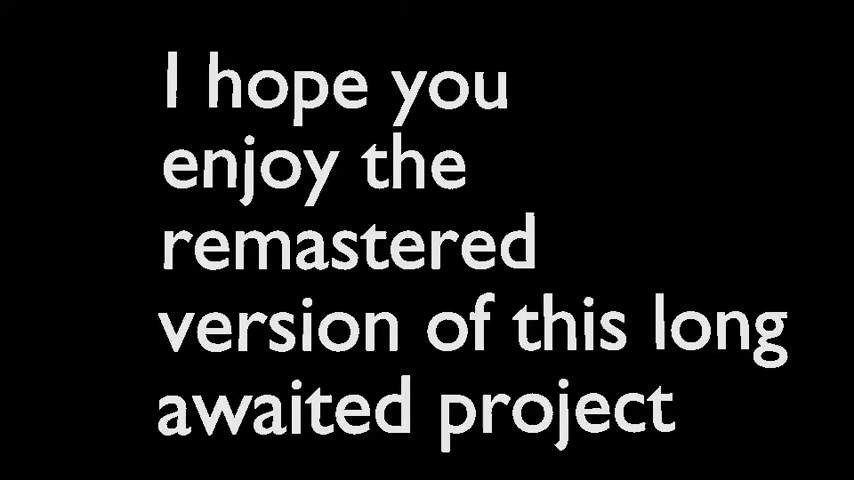 I hope you
enjoy the
remastered
version of this long
awaited project